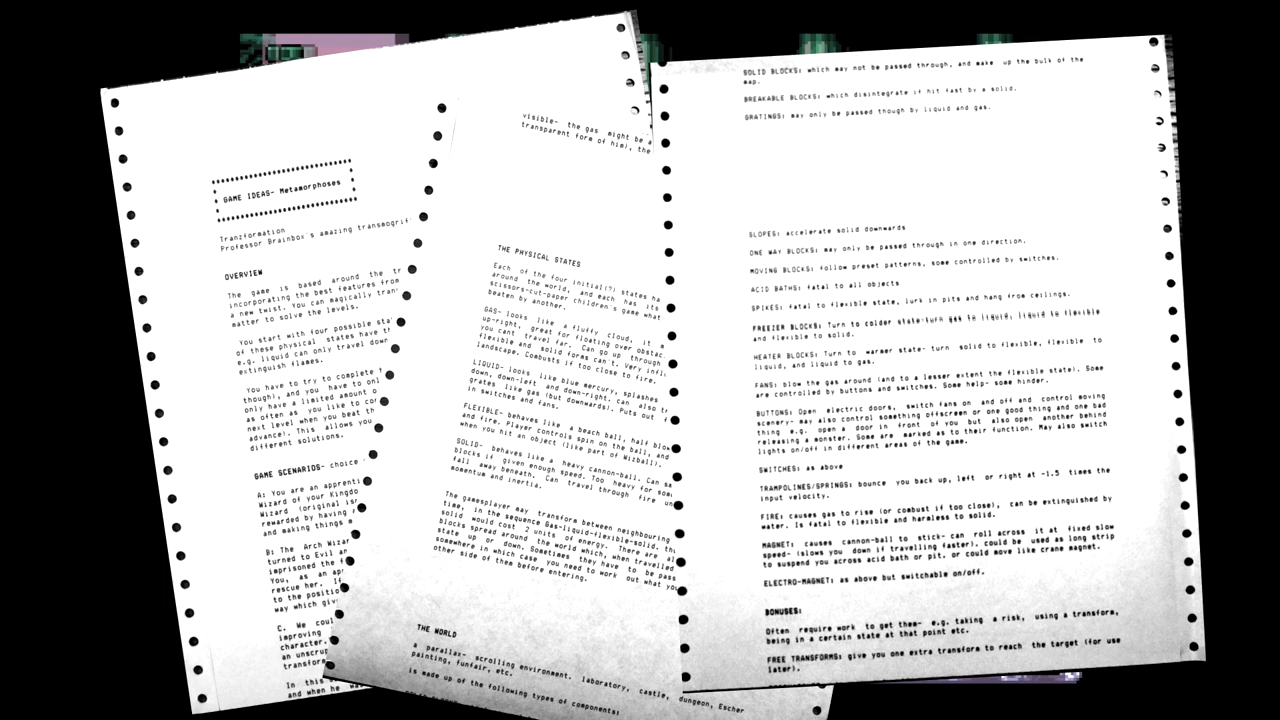 GAME IDEAS- Metamorphoses
Tranzformation
Professor Brainbox's amazing transmogrif
OVERVIEW
The game is based around the tr
incorporating the best features from
a new twist. You can magically tran
matter to solve the levels.
You start with four possible sta
of these physical states have th
e.g. liquid can only travel down
extinguish flames.
You have to try to complete
though), and you have to onl
only have a limited amount o
as often as you like to co
next level when you beat th
advance). This allows you
different solutions.
GAME SCENARIOS- choice
A: You are an apprenti
Wizard of your Kingdo
Wizard (original is
rewarded by having
and making things
B: The Arch Wizar
turned to Evil an
imprisoned the f
You, as an ap
rescue her. If
to the positio
way which giv
C. We coul
improving
character.
an unscrup
transform
In this
and when he
visible- the gas might be a
transparent form of him), the
THE PHYSICAL STATES
Each of the four initial(?) states ha
around the world, and each has its
scissors-cut-paper children's game what
beaten by another.
GAS- looks like a fluffy cloud, it m
up-right, great for floating over obstac
you cant travel far. Can go up through
flexible and solid forms can't. Very infl
landscape. Combusts if too close to fire.
LIQUID- looks like blue mercury, splashes
down, down-left and down-right. can also tr
grates like gas (but downwards). Puts out f
in switches and fans.
FLEXIBLE- behaves like a beach ball, half blow
and fire. Player controls spin on the ball, and
when you hit an object (like part of Wizball).
SOLID- behaves like a heavy cannon-ball. Can sm
blocks if given enough speed. Too heavy for som
fall away beneath. Can travel through fire un
momentum and inertia.
The gamesplayer may transform between neighbouring
time, in the sequence Gas-liquid-flexible-solid. th
solid would cost 2 units of energy. There are al
blocks spread around the world which, when travelled
state up or down. Sometimes they have to be pass
somewhere in which case you need to work out what yo
other side of them before entering.
THE WORLD
a parallax- scrolling environment. laboratory, castle, dungeon, Escher
painting, funfair, etc.
is made up of the following types of components:
SOLID BLOCKS: which may not be passed through, and make up the bulk of the
map.
BREAKABLE BLOCKS: which disintegrate if hit fast by a solid.
GRATINGS: may only be passed though by liquid and gas.
SLOPES: accelerate solid downwards
ONE WAY BLOCKS: may only be passed through in one direction.
MOVING BLOCKS: follow preset patterns, some controlled by switches.
ACID BATHS: fatal to all objects
SPIKES: fatal to flexible state, lurk in pits and hang from ceilings.
FREEZER BLOCKS: Turn to colder state-turn gas to liquid, liquid to flexible
and flexible to solid.
HEATER BLOCKS: Turn to warmer state- turn solid to flexible, flexible to
liquid, and liquid to gas.
FANS: blow the gas around (and to a lesser extent the flexible state). Some
are controlled by buttons and switches. Some help- some hinder.
BUTTONS: Open electric doors, switch fans on and off and control moving
scenery- may also control something offscreen or one good thing and one bad
thing e.g. open a door in front of you but also open another behind
releasing a monster. Some are marked as to their function. May also switch
lights on/off in different areas of the game.
SWITCHES: as above
TRAMPOLINES/SPRINGS: bounce you back up, left or right at ~1.5 times the
input velocity.
FIRE: causes gas to rise (or combust if too close), can be extinguished by
water. Is fatal to flexible and harmless to solid.
MAGNET: causes cannon-ball to stick- can roll across it at fixed slow
speed- (slows you down if travelling faster). could be used as long strip
to suspend you across acid bath or pit, or could move like crane magnet.
ELECTRO-MAGNET: as above but switchable on/off.
BONUSES:
Often require work to get them- e.g. taking a risk, using a transform,
being in a certain state at that point etc.
FREE TRANSFORMS: give you one extra transform to reach the target (for use
later).